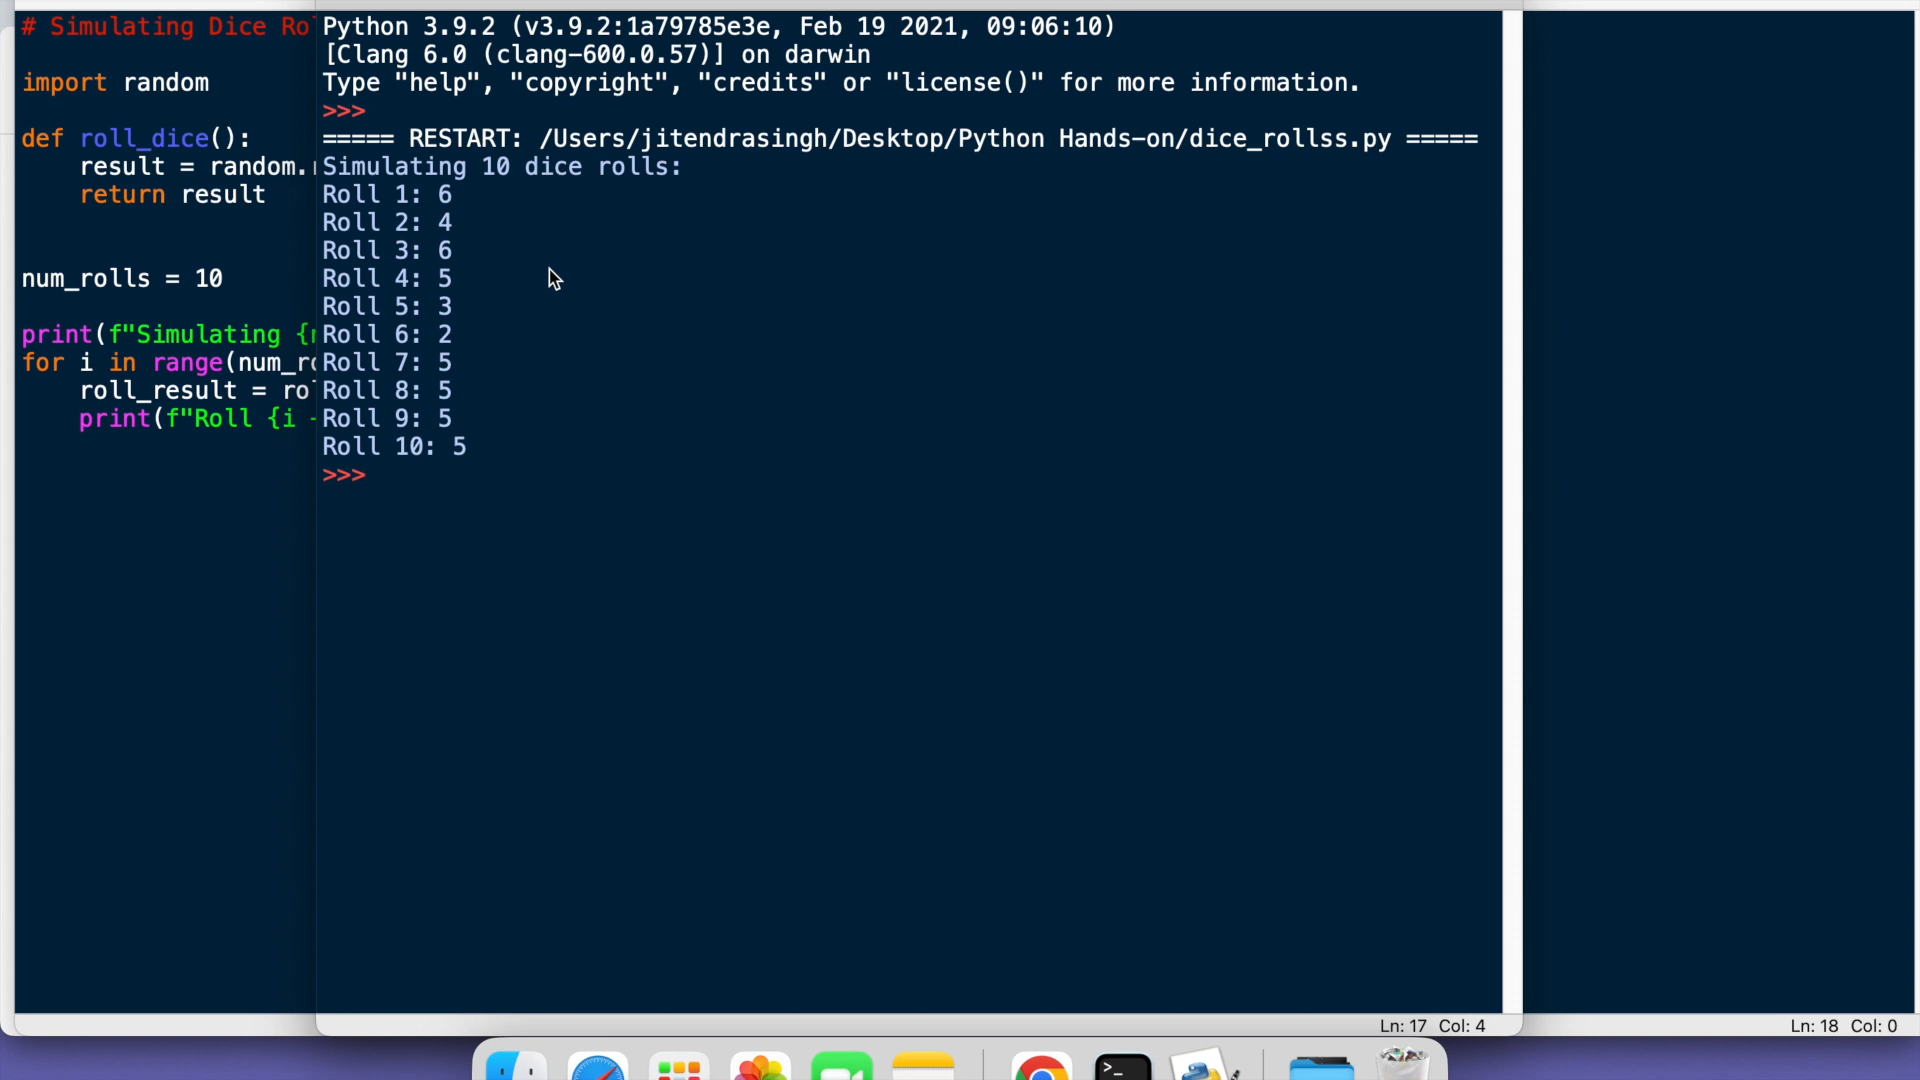 # Simulating Dice Ro
import random
def roll_dice():
    result = random.
    return result
num_rolls = 10
print(f"Simulating {
for i in range(num_ro
    roll_result = rol
    print(f"Roll {i
Python 3.9.2 (v3.9.2:1a79785e3e, Feb 19 2021, 09:06:10)
[Clang 6.0 (clang-600.0.57)] on darwin
Type "help", "copyright", "credits" or "license()" for more information.
>>>
===== RESTART: /Users/jitendrasingh/Desktop/Python Hands-on/dice_rollss.py =====
Simulating 10 dice rolls:
Roll 1: 6
Roll 2: 4
Roll 3: 6
Roll 4: 5
Roll 5: 3
Roll 6: 2
Roll 7: 5
Roll 8: 5
Roll 9: 5
Roll 10: 5
>>>
Ln: 17 Col: 4
Ln: 18 Col: 0
>_